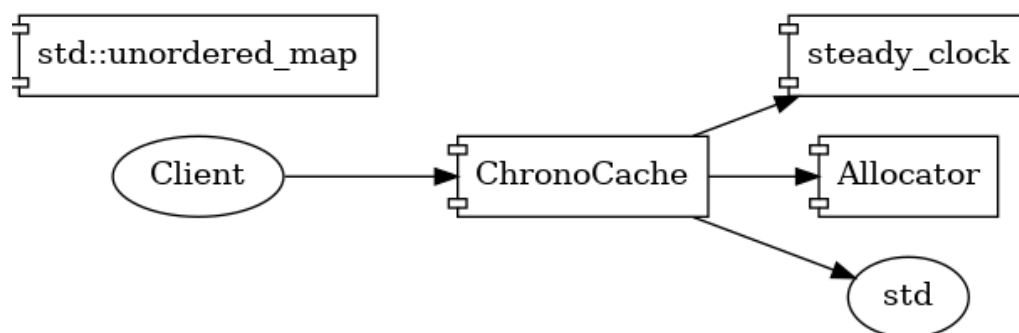 std::unordered_map
steady_clock
Client
ChronoCache
Allocator
std